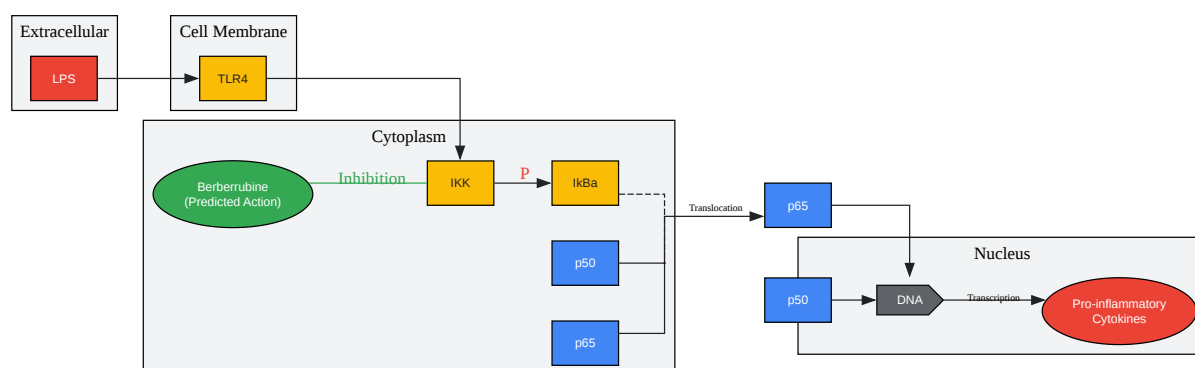 Extracellular
LPS
Cell Membrane
TLR4
Cytoplasm
Berberrubine
(Predicted Action)
Inhibition
IKK
P
IkBa
p50
p65
Translocation
p65
Nucleus
p50
DNA
Transcription
Pro-inflammatory
Cytokines